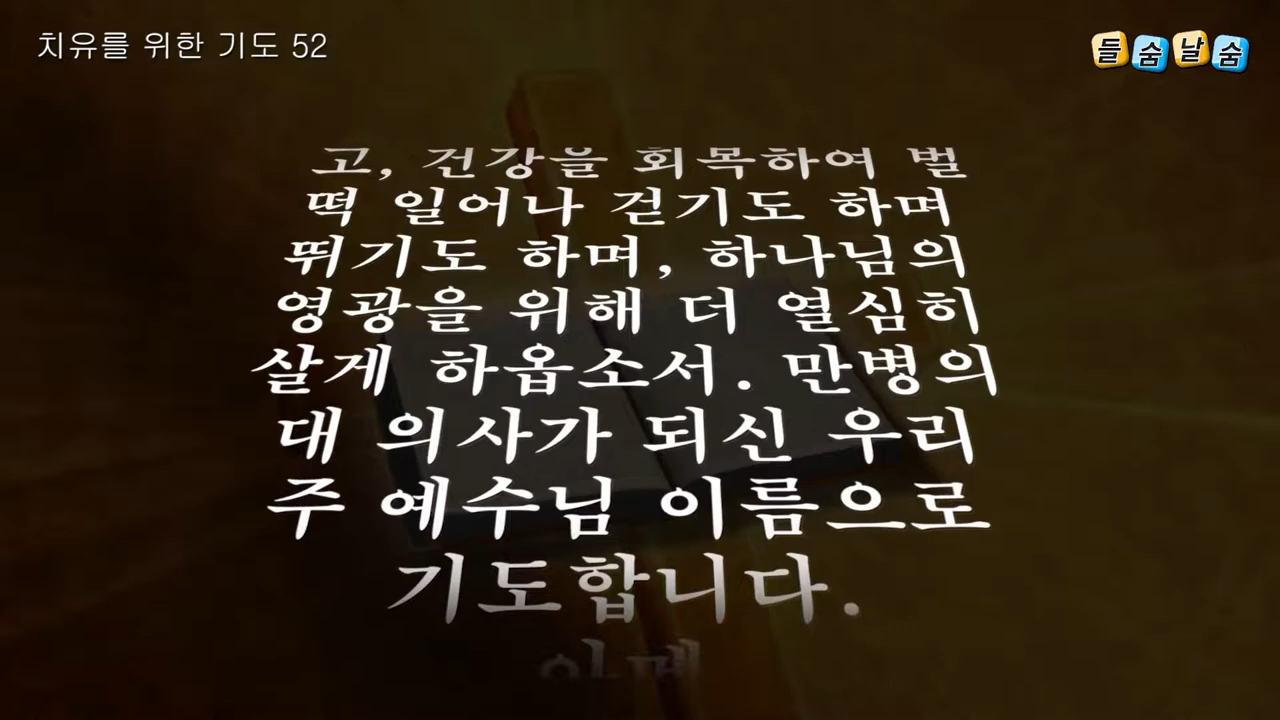 치유를 위한 기도 52
들숨날숨
고, 건강을 회목하여 벌
떡 일어나 걷기도 하며
뛰기도 하며, 하나님의
영광을 위해 더 열심히
살게 하옵소서. 만병의
대 의사가 되신 우리
주 예수님 이름으로
기도합니다.
아멘